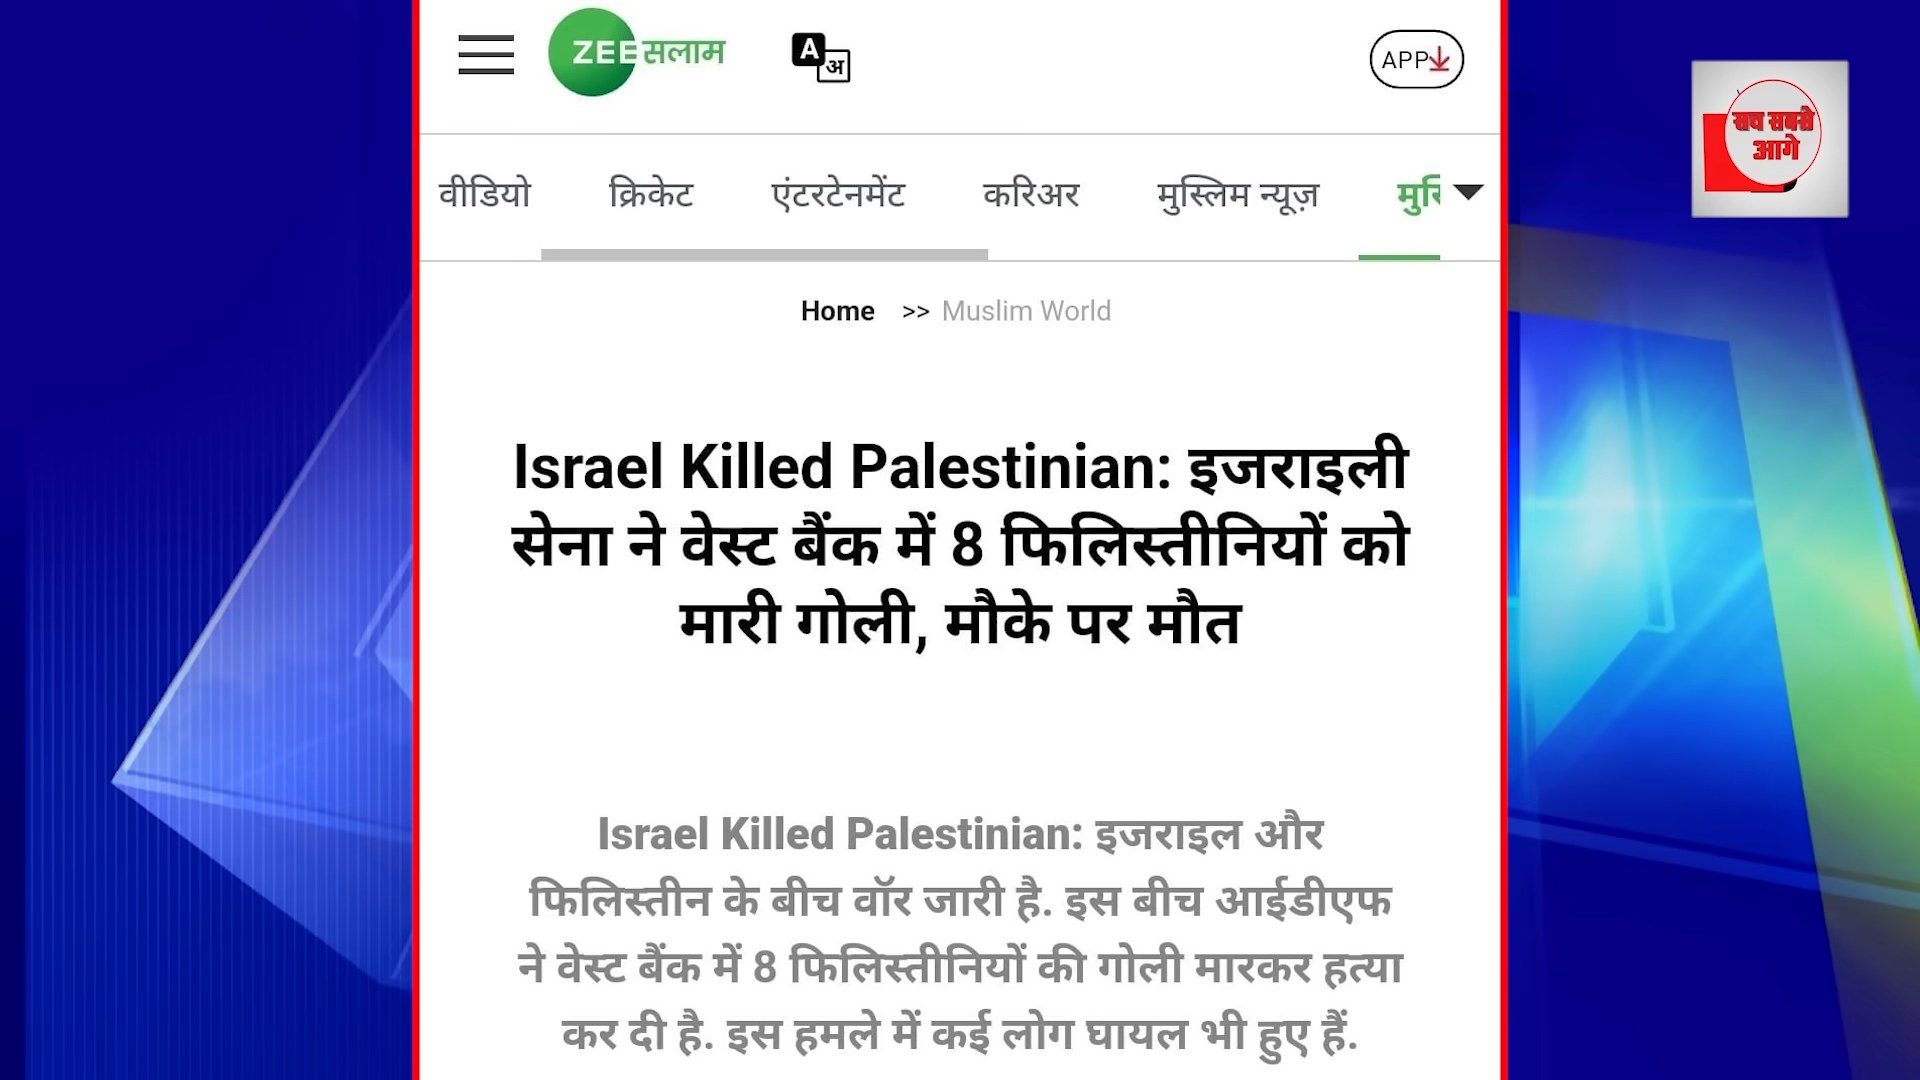 ZEE सलाम
A अ
APP
सच सबसे
आगे
वीडियो क्रिकेट एंटरटेनमेंट करिअर मुस्लिम न्यूज़
Home >> Muslim World
Israel Killed Palestinian: इजराइली
सेना ने वेस्ट बैंक में 8 फिलिस्तीनियों को
मारी गोली, मौके पर मौत
Israel Killed Palestinian: इजराइल और
फिलिस्तीन के बीच वॉर जारी है. इस बीच आईडीएफ
ने वेस्ट बैंक में 8 फिलिस्तीनियों की गोली मारकर हत्या
कर दी है. इस हमले में कई लोग घायल भी हुए हैं.